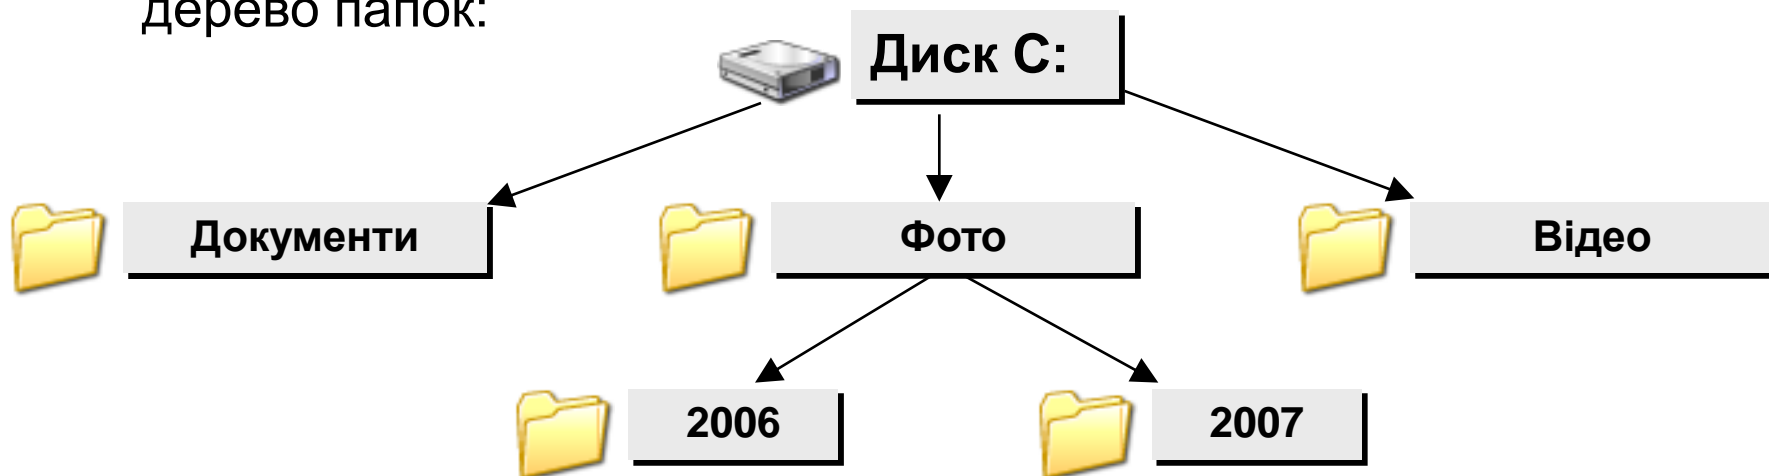 дерево папок:
Диск C:
Документи
Фото
Відео
2006
2007